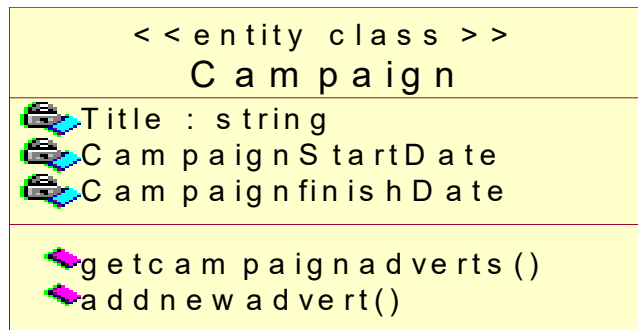 <<entity class>>
Campaign
Title : string
CampaignStartDate
CampaignfinishDate
getcampaignadverts()
addnewadvert()